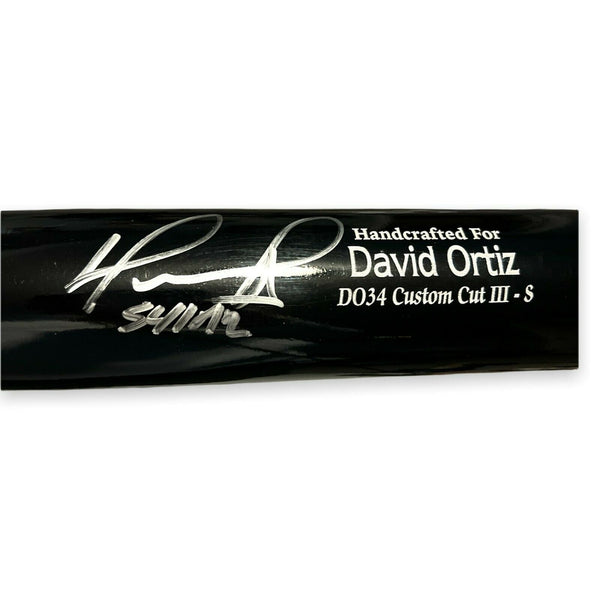 Handcrafted For
David Ortiz
DO34 Custom Cut III - S